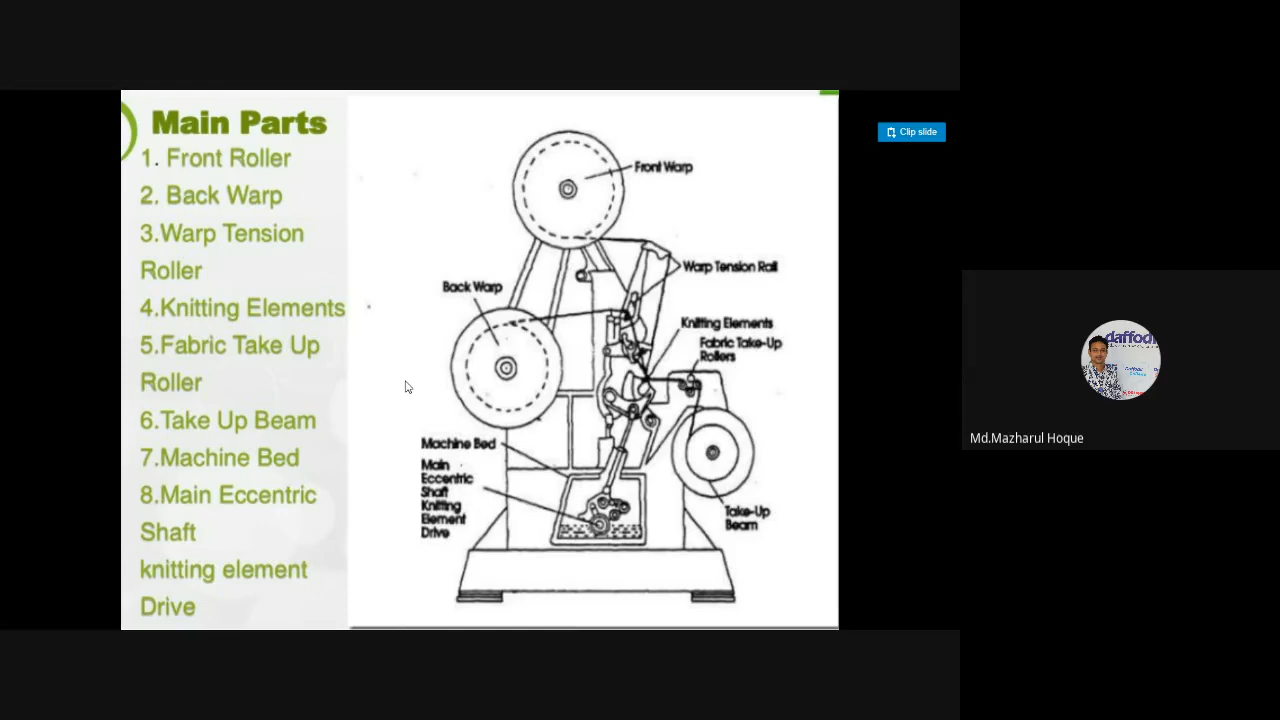 Main Parts
1. Front Roller
2. Back Warp
3.Warp Tension
Roller
4.Knitting Elements
5.Fabric Take Up
Roller
6.Take Up Beam
7.Machine Bed
8.Main Eccentric
Shaft
knitting element
Drive
Front Warp
Warp Tension Rail
Back Warp
Knitting Elements
Fabric Take-Up
Rollers
Machine Bed
Main
Eccentric
Shaft
Knitting
Element
Drive
Take-Up
Beam
Clip slide
daffodi
Md.Mazharul Hoque